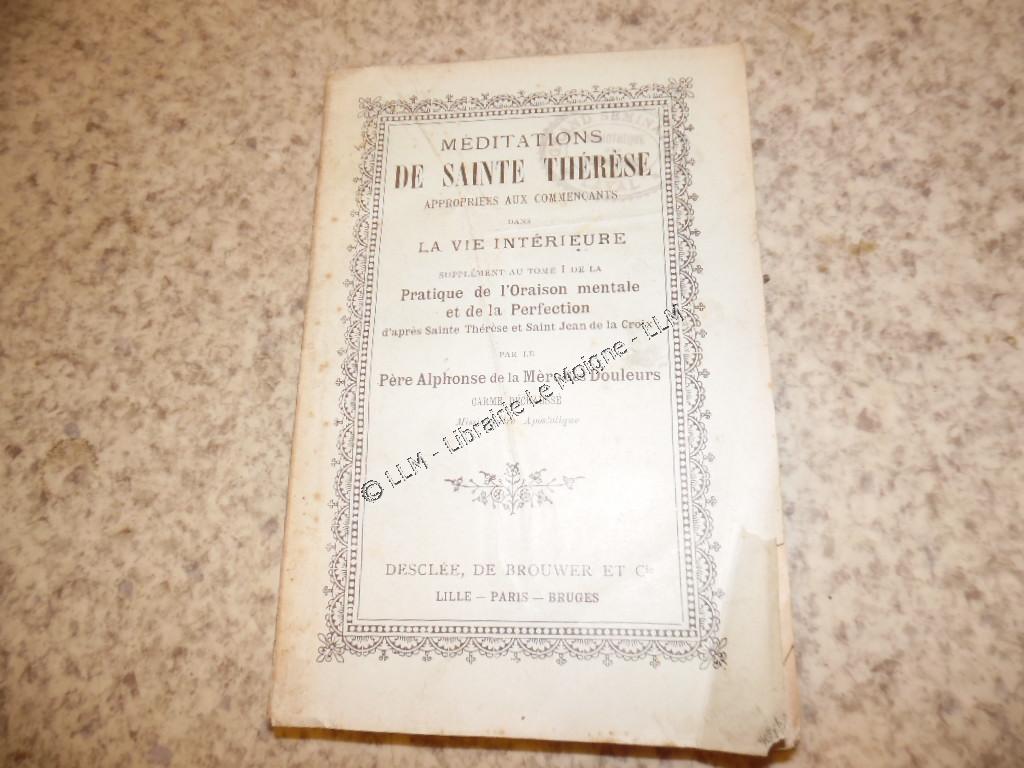 MÉDITATIONS
DE SAINTE THÉRÈSE
APPROPRIÉES AUX COMMENÇANTS
DANS
LA VIE INTÉRIEURE
SUPPLÉMENT AU TOME I DE LA
Pratique de l'Oraison mentale
et de la Perfection
d'après Sainte Thérèse et Saint Jean de la Croix
PAR LE
Père Alphonse de la Mère des Douleurs
CARME DÉCHAUSSÉ
Missionnaire Apostolique
© LLM - Librairie Le Moigne - LLM
DESCLÉE, DE BROUWER ET Cie
LILLE — PARIS — BRUGES